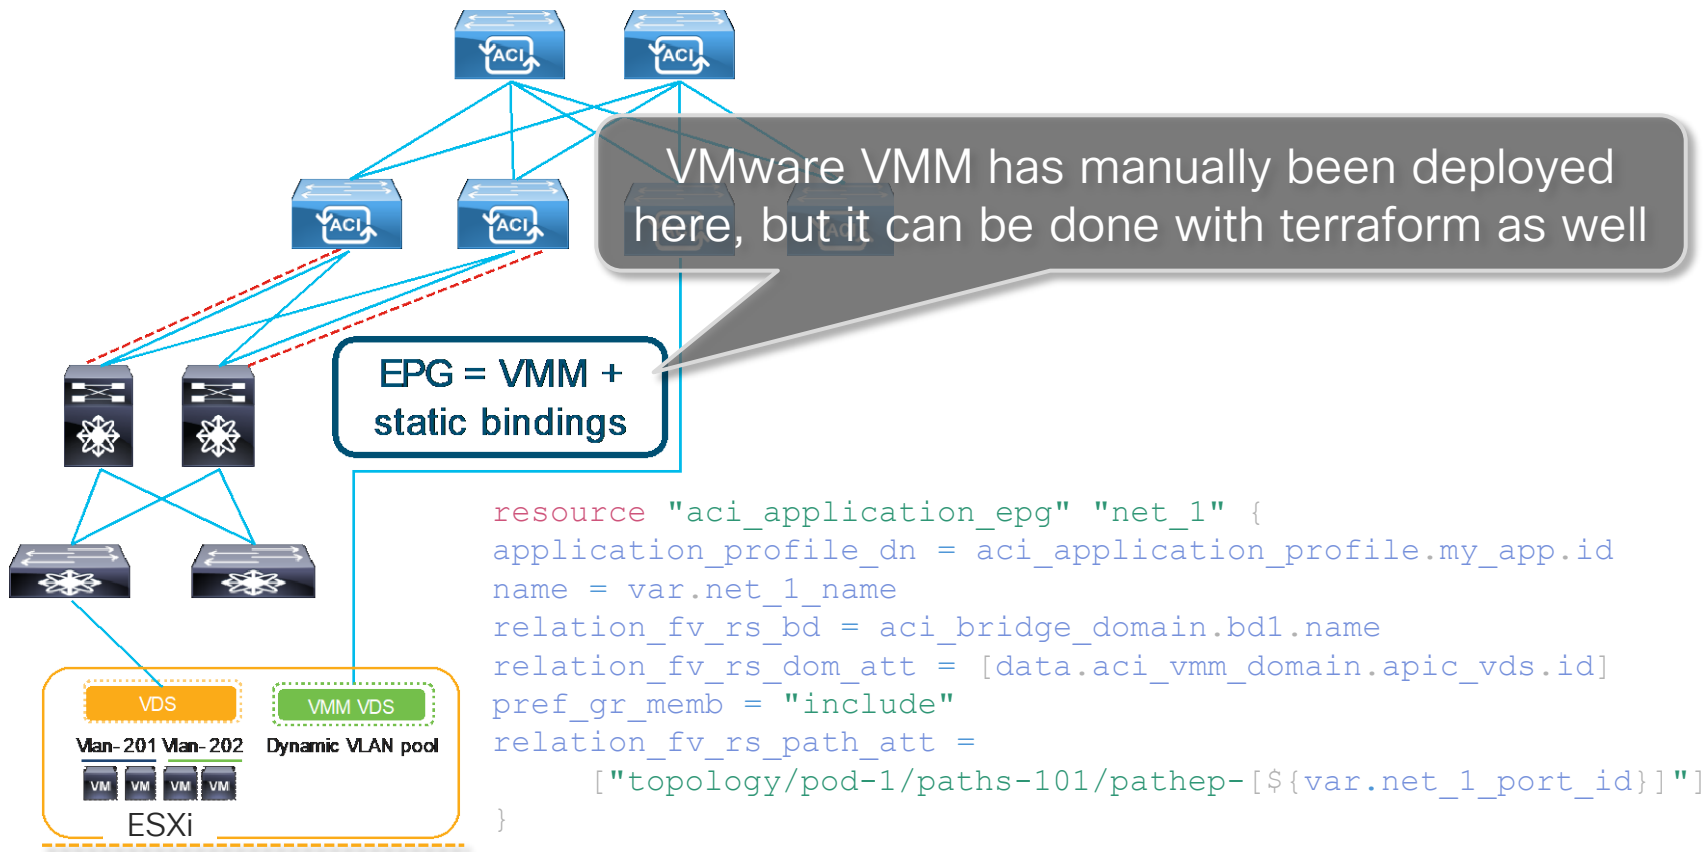 ACI
ACI
VMware VMM has manually been deployed
here, but it can be done with terraform as well
ACI
ACI
ACI
ACI
EPG = VMM +
static bindings
resource "aci_application_epg" "net_1" {
application_profile_dn = aci_application_profile.my_app.id
name = var.net_1_name
relation_fv_rs_bd = aci_bridge_domain.bd1.name
relation_fv_rs_dom_att = [data.aci_vmm_domain.apic_vds.id]
pref_gr_memb = "include"
relation_fv_rs_path_att =
["topology/pod-1/paths-101/pathep-[${var.net_1_port_id}]"]
}
VDS
VMM VDS
Vlan-201 Vlan-202
Dynamic VLAN pool
VM VM VM VM
ESXi